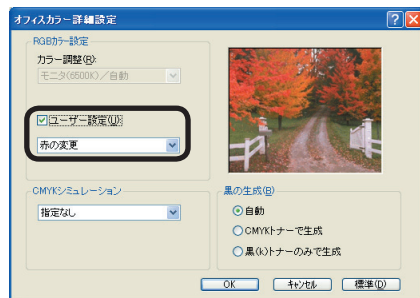 オフィスカラー詳細設定
RGBカラー設定
カラー調整(R):
モニタ(6500K)／自動
ユーザー設定(U):
赤の変更
CMYKシミュレーション
指定なし
黒の生成(B)
自動
CMYKトナーで生成
黒(k)トナーのみで生成
OK
キャンセル
標準(D)